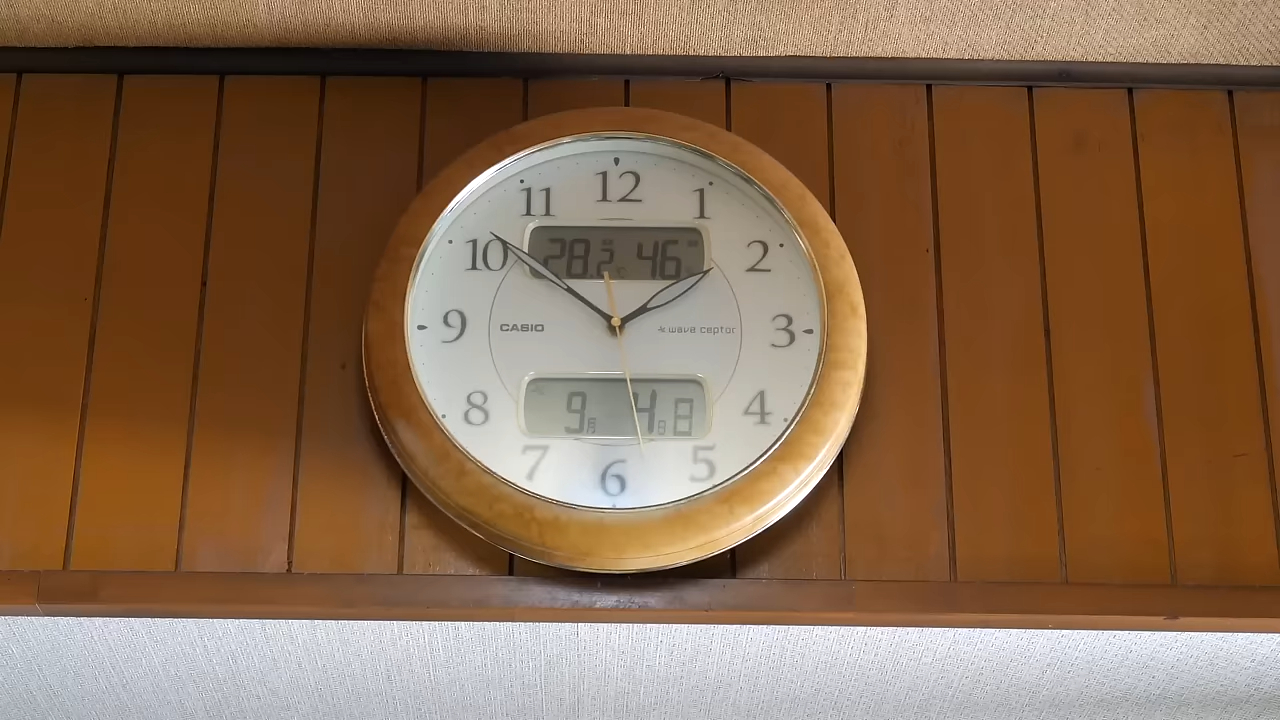 12
11 1
10 28.2℃ 46% 2
9 CASIO wave ceptor 3
8 9月 4日 日 4
7 5
6